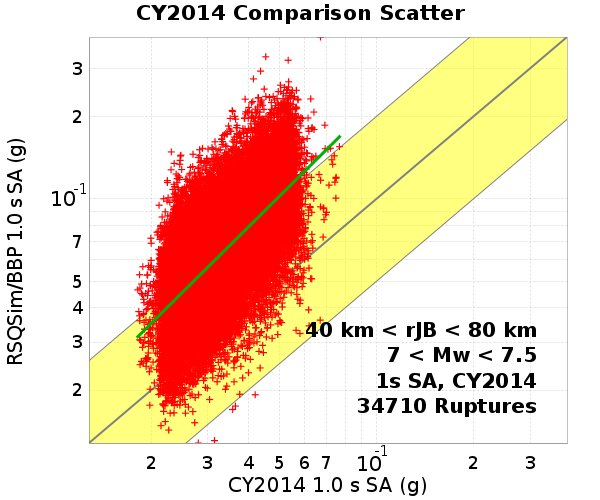 CY2014 Comparison Scatter
RSQSim/BBP 1.0 s SA (g)
3
2
10-1
7
5
4
3
2
40 km < rJB < 80 km
7 < Mw < 7.5
1s SA, CY2014
34710 Ruptures
2 3 4 5 6 7 10-1 2 3
CY2014 1.0 s SA (g)